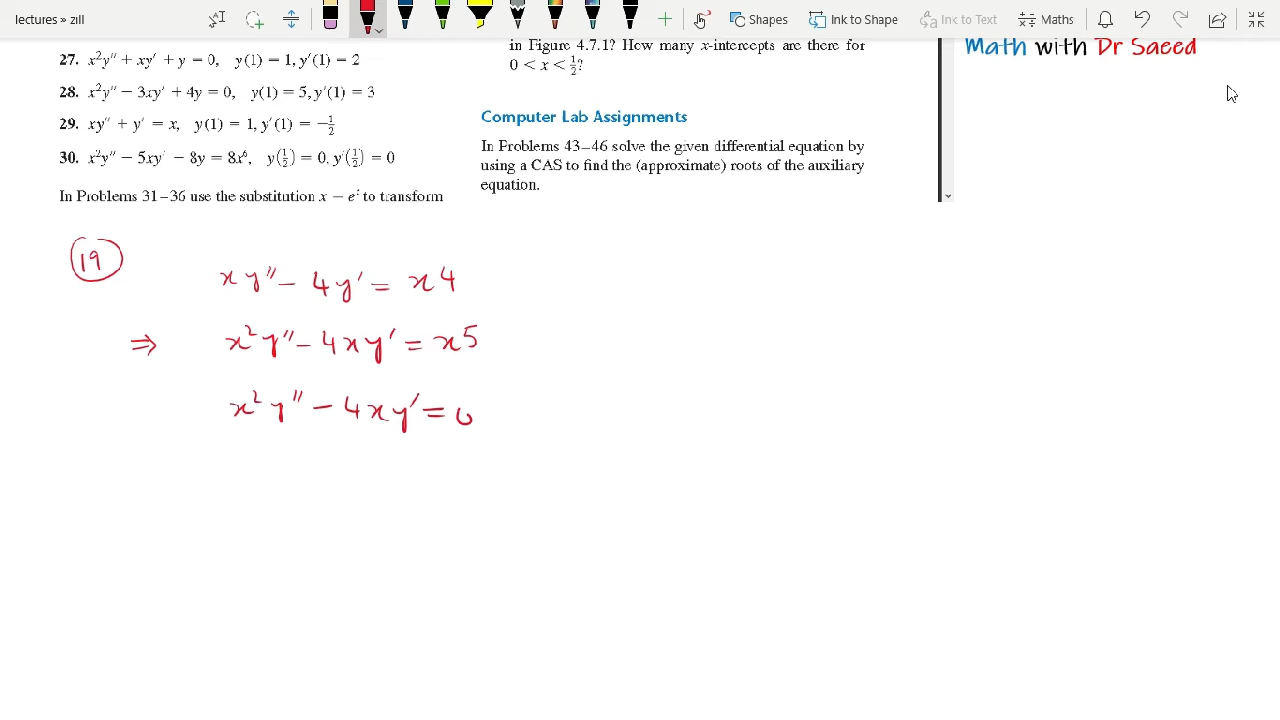 lectures » zill
Shapes
Ink to Shape
Ink to Text
Maths
27. x²y″ + xy′ + y = 0, y(1) = 1, y′(1) = 2
28. x²y″ − 3xy′ + 4y = 0, y(1) = 5, y′(1) = 3
29. xy″ + y′ = x, y(1) = 1, y′(1) = −1/2
30. x²y″ − 5xy′ − 8y = 8x⁶, y(1/2) = 0, y′(1/2) = 0
In Problems 31–36 use the substitution x = eᵗ to transform
in Figure 4.7.1? How many x-intercepts are there for
0 < x < 1/2?
Computer Lab Assignments
In Problems 43–46 solve the given differential equation by
using a CAS to find the (approximate) roots of the auxiliary
equation.
Math with Dr Saeed
19
xy″ − 4y′ = x4
⇒ x²y″ − 4xy′ = x5
x²y″ − 4xy′ = 0